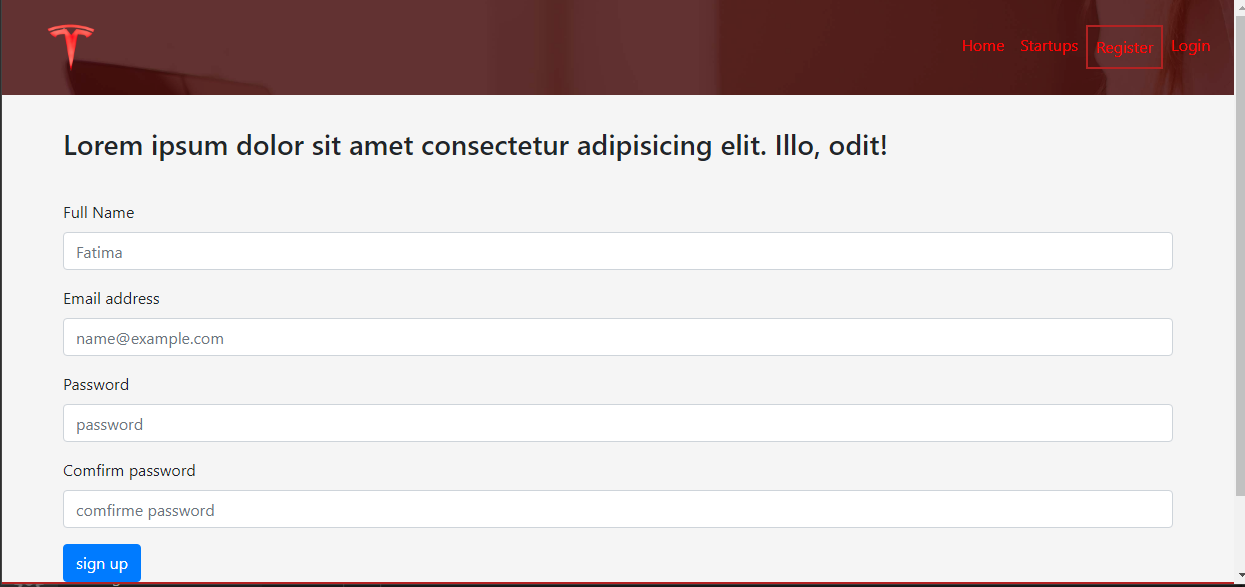 Home Startups Register Login
Lorem ipsum dolor sit amet consectetur adipisicing elit. Illo, odit!
Full Name
Fatima
Email address
name@example.com
Password
password
Comfirm password
comfirme password
sign up